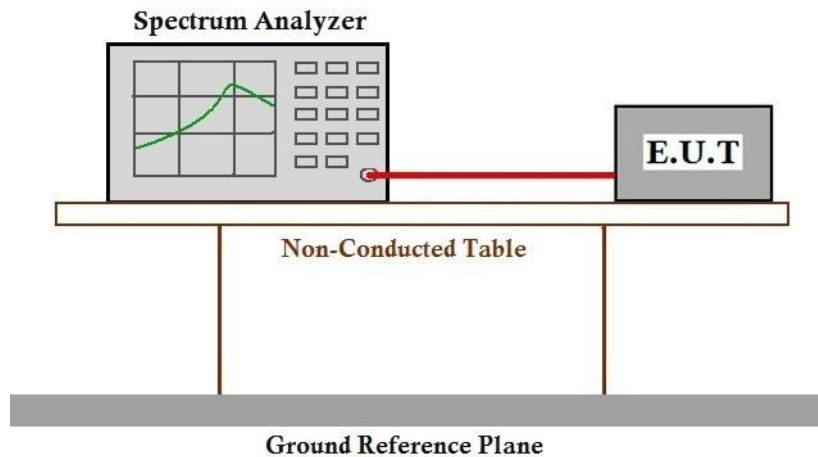 Spectrum Analyzer
E.U.T
Non-Conducted Table
Ground Reference Plane